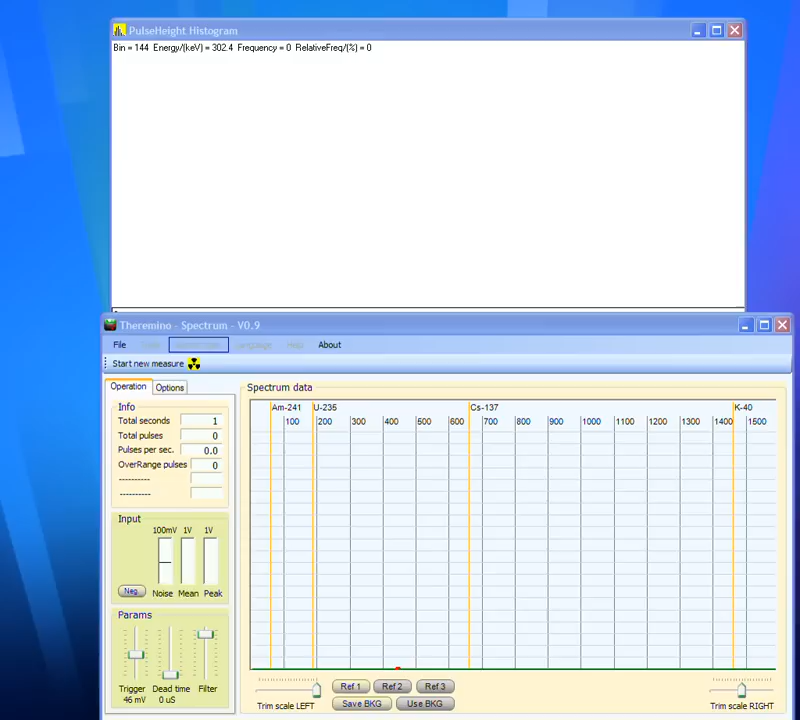 PulseHeight Histogram
Bin = 144 Energy/(keV) = 302.4 Frequency = 0 RelativeFreq/(%) = 0
Theremino - Spectrum - V0.9
File About
Start new measure
Operation Options
Info
Total seconds 1
Total pulses 0
Pulses per sec. 0.0
OverRange pulses 0
----------
----------
Input
100mV 1V 1V
Neg. Noise Mean Peak
Params
Trigger Dead time Filter
46 mV 0 uS
Spectrum data
Am-241 U-235 Cs-137 K-40
100 200 300 400 500 600 700 800 900 1000 1100 1200 1300 1400 1500
Trim scale LEFT
Ref 1 Ref 2 Ref 3
Save BKG Use BKG
Trim scale RIGHT